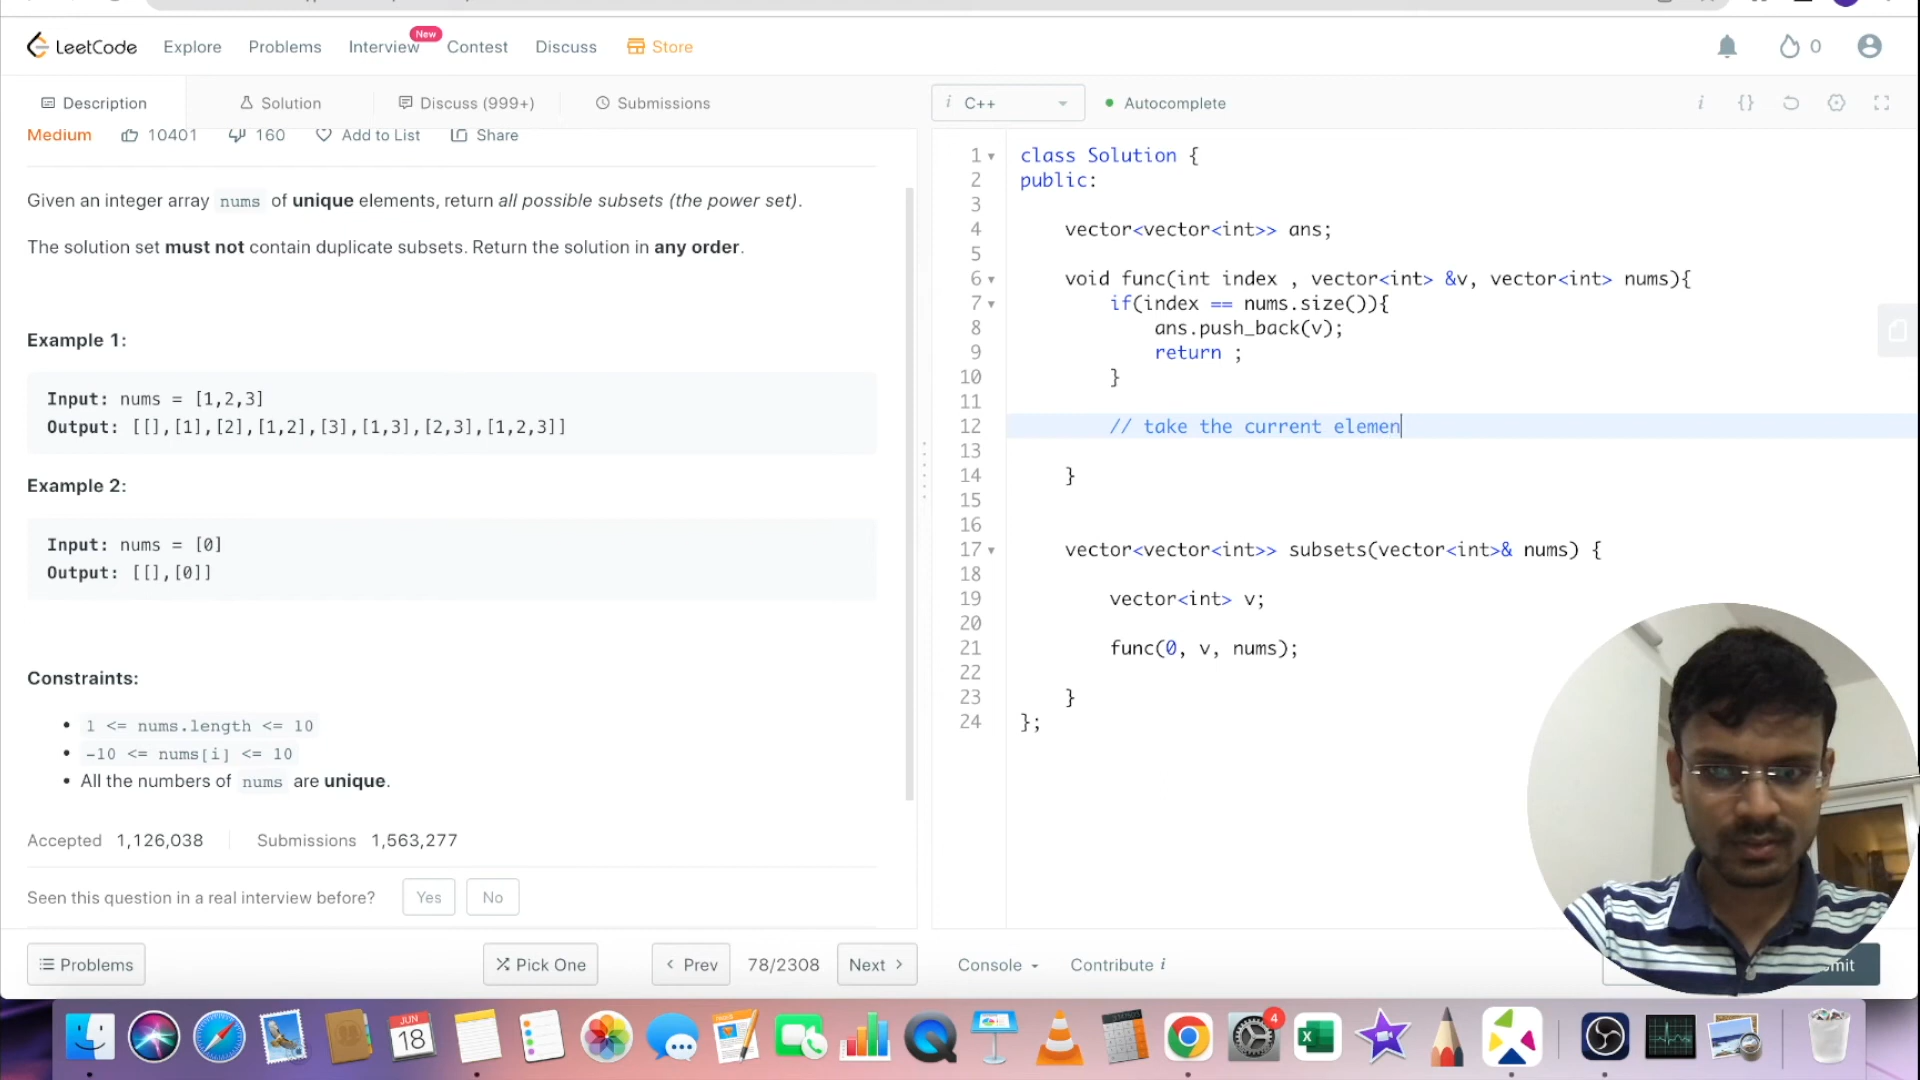 LeetCode Explore Problems Interview New Contest Discuss Store 0
Description Solution Discuss (999+) Submissions
Medium 10401 160 Add to List Share
Given an integer array nums of unique elements, return all possible subsets (the power set).
The solution set must not contain duplicate subsets. Return the solution in any order.
Example 1:
Input: nums = [1,2,3]
Output: [[],[1],[2],[1,2],[3],[1,3],[2,3],[1,2,3]]
Example 2:
Input: nums = [0]
Output: [[],[0]]
Constraints:
• 1 <= nums.length <= 10
• -10 <= nums[i] <= 10
• All the numbers of nums are unique.
Accepted 1,126,038 Submissions 1,563,277
Seen this question in a real interview before? Yes No
Problems Pick One < Prev 78/2308 Next >
i C++ Autocomplete i {}
1 class Solution {
2 public:
3
4 vector<vector<int>> ans;
5
6 void func(int index , vector<int> &v, vector<int> nums){
7 if(index == nums.size()){
8 ans.push_back(v);
9 return ;
10 }
11
12 // take the current elemen
13
14 }
15
16
17 vector<vector<int>> subsets(vector<int>& nums) {
18
19 vector<int> v;
20
21 func(0, v, nums);
22
23 }
24 };
Console Contribute i mit
JUN
18
4